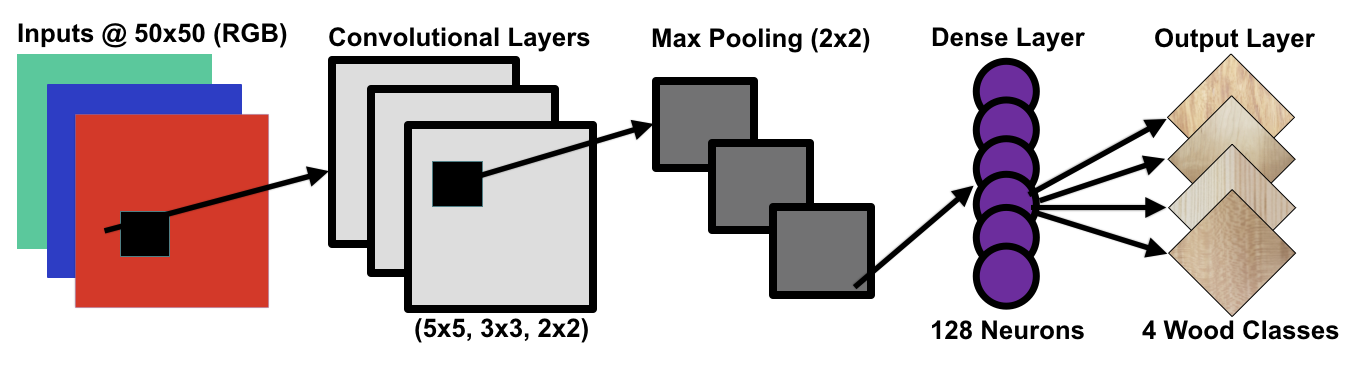 Inputs @ 50x50 (RGB)
Convolutional Layers
Max Pooling (2x2)
Dense Layer
Output Layer
(5x5, 3x3, 2x2)
128 Neurons
4 Wood Classes